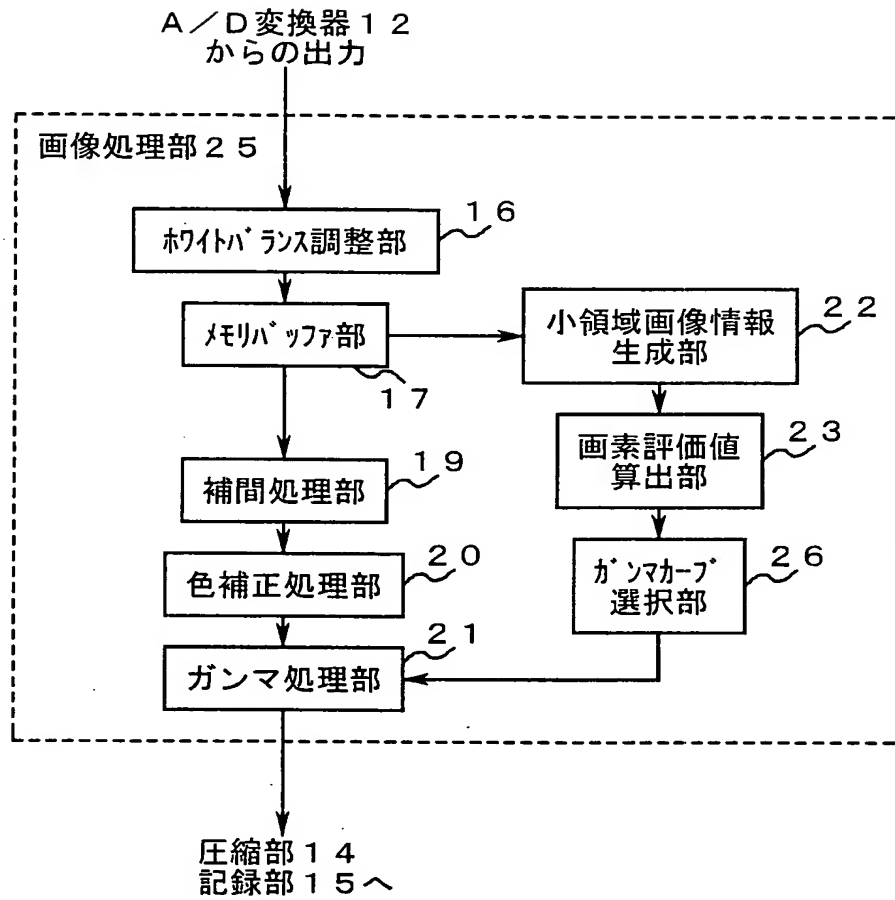 A／D変換器１２
からの出力
画像処理部２５
１６
ﾎﾜｲﾄﾊﾞﾗﾝｽ調整部
ﾒﾓﾘﾊﾞｯﾌｧ部
１７
小領域画像情報
生成部
２２
画素評価値
算出部
２３
補間処理部
１９
色補正処理部
２０
ｶﾞﾝﾏｶｰﾌﾞ
選択部
２６
ガンマ処理部
２１
圧縮部１４
記録部１５へ